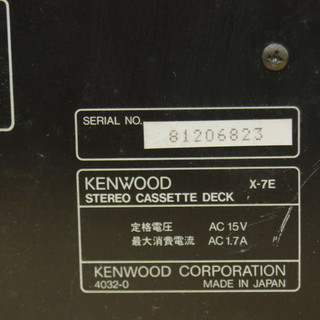 SERIAL NO. 81206823
KENWOOD X-7E
STEREO CASSETTE DECK
定格電圧 AC 15V
最大消費電流 AC 1.7A
KENWOOD CORPORATION
4032-0 MADE IN JAPAN